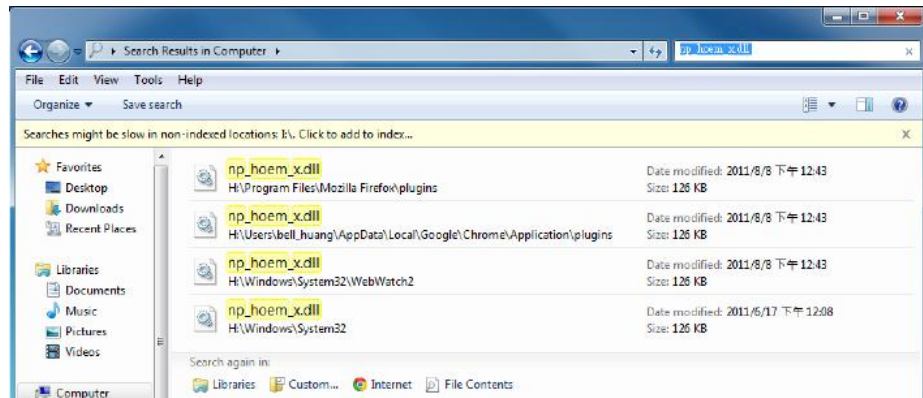 Search Results in Computer
np_hoem_x.dll
File Edit View Tools Help
Organize Save search
Searches might be slow in non-indexed locations: I:\. Click to add to index...
Favorites
Desktop
Downloads
Recent Places
Libraries
Documents
Music
Pictures
Videos
Computer
np_hoem_x.dll
H:\Program Files\Mozilla Firefox\plugins
Date modified: 2011/8/8 下午 12:43
Size: 126 KB
np_hoem_x.dll
H:\Users\bell_huang\AppData\Local\Google\Chrome\Application\plugins
Date modified: 2011/8/8 下午 12:43
Size: 126 KB
np_hoem_x.dll
H:\Windows\System32\WebWatch2
Date modified: 2011/8/8 下午 12:43
Size: 126 KB
np_hoem_x.dll
H:\Windows\System32
Date modified: 2011/6/17 下午 12:08
Size: 126 KB
Search again in:
Libraries Custom... Internet File Contents